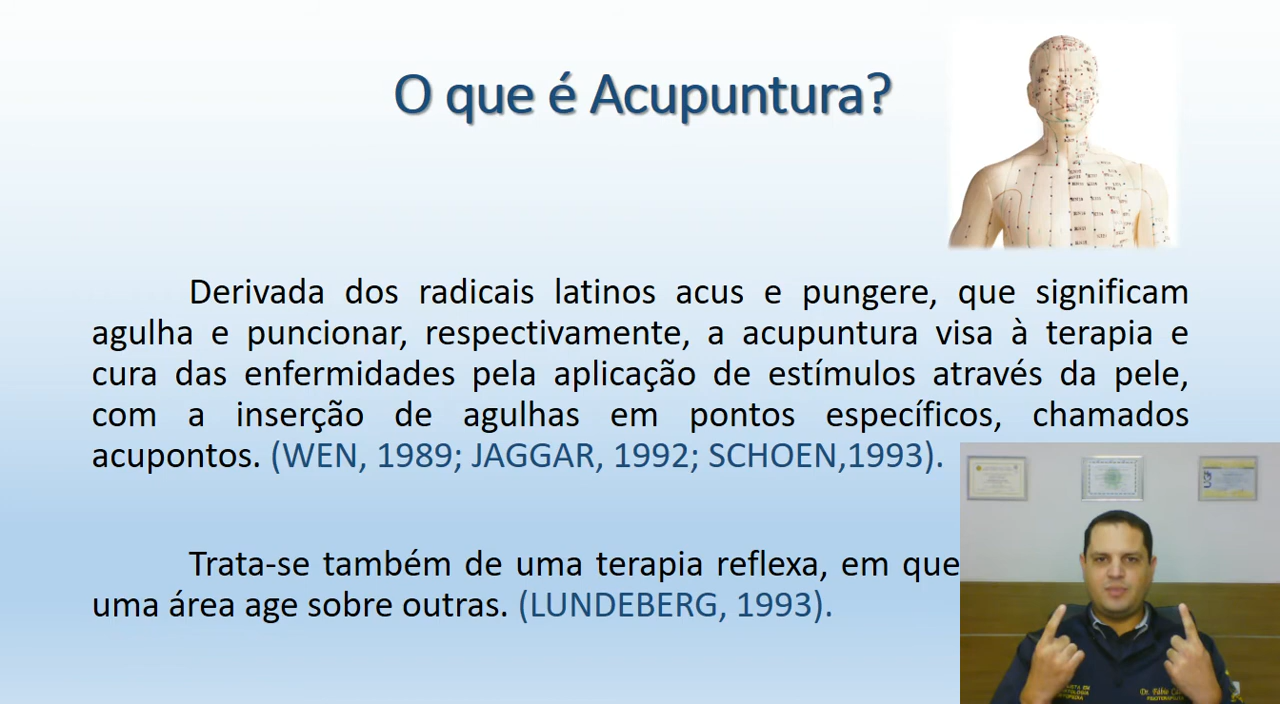 O que é Acupuntura?
Derivada dos radicais latinos acus e pungere, que significam
agulha e puncionar, respectivamente, a acupuntura visa à terapia e
cura das enfermidades pela aplicação de estímulos através da pele,
com a inserção de agulhas em pontos específicos, chamados
acupontos. (WEN, 1989; JAGGAR, 1992; SCHOEN,1993).
Trata-se também de uma terapia reflexa, em que
uma área age sobre outras. (LUNDEBERG, 1993).
Dr. Fábio